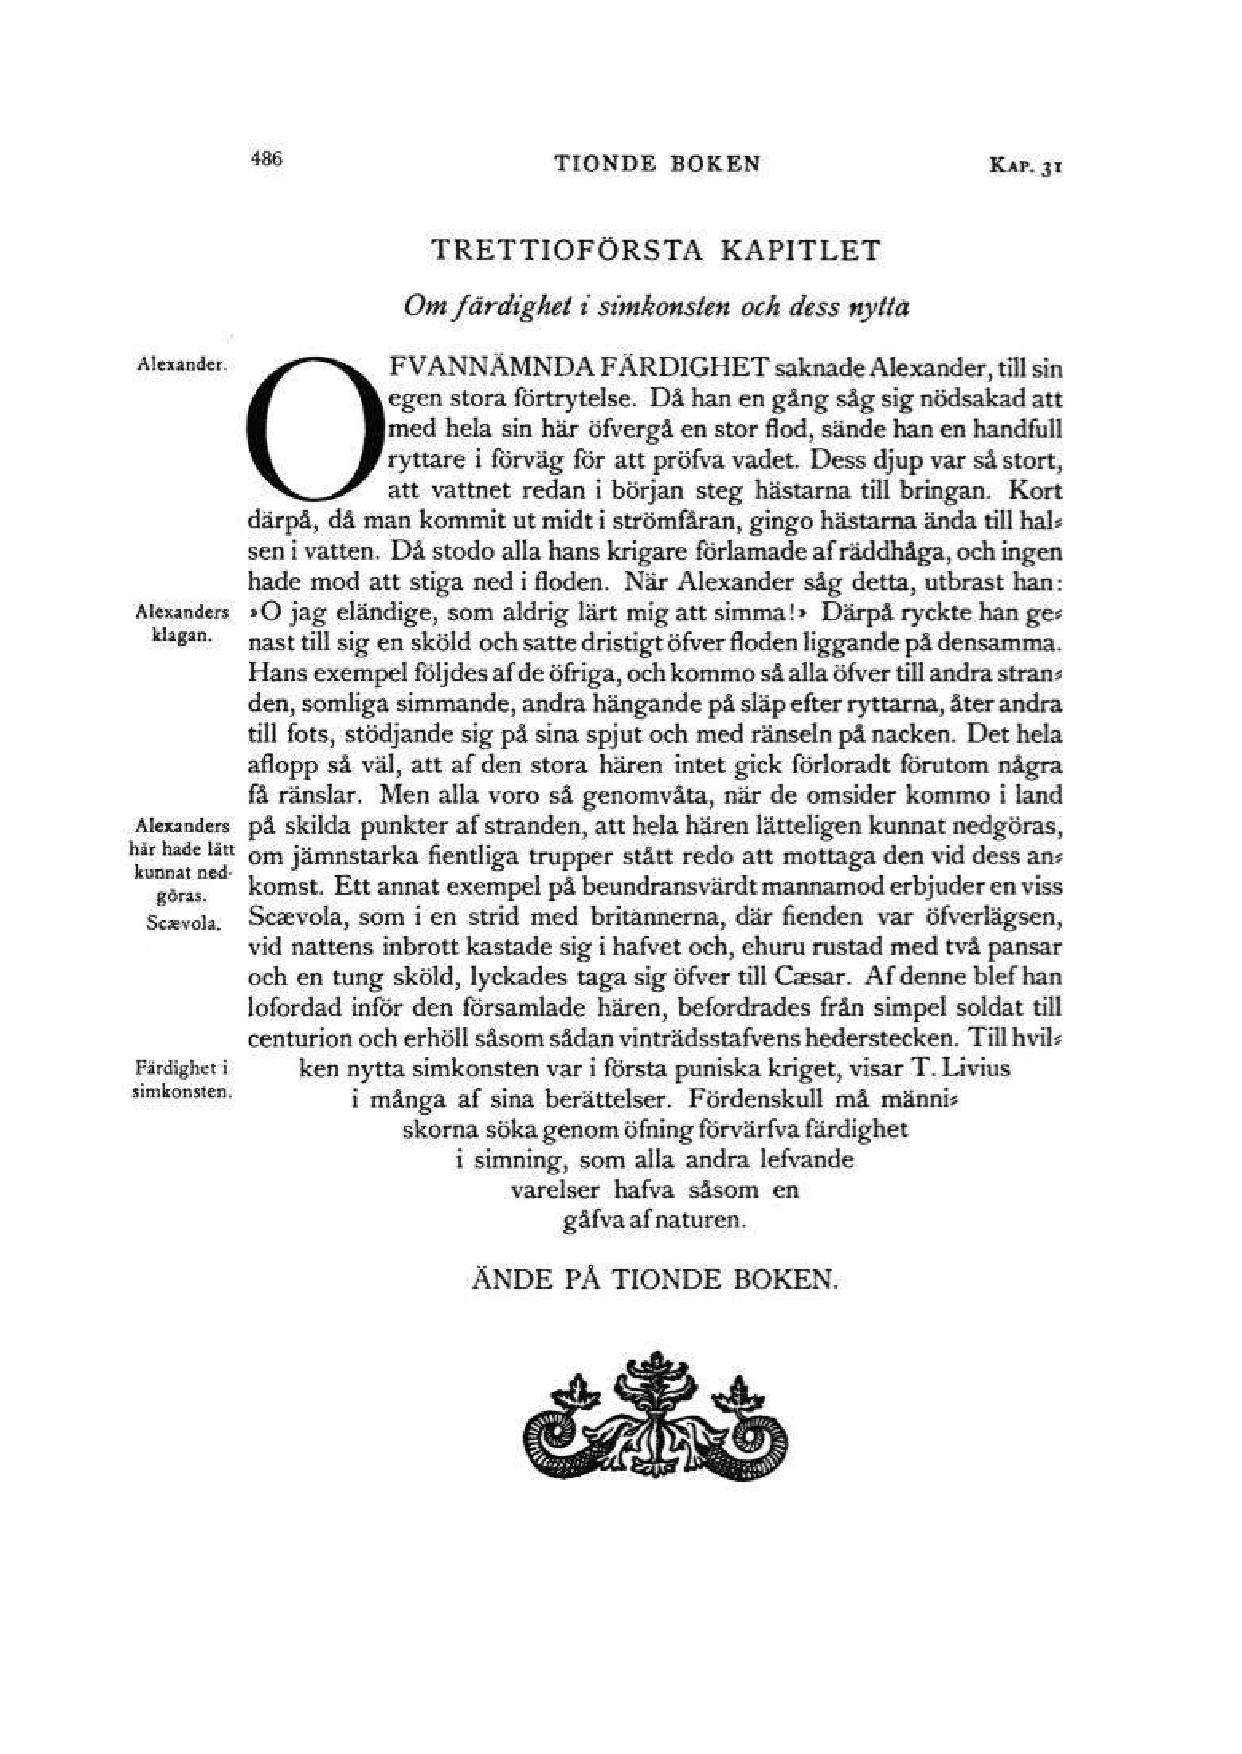 486 TIONDE BOKEN KAP. 31
TRETTIOFÖRSTA KAPITLET
Om färdighet i simkonsten och dess nytta
Alexander.
OFVANNÄMNDA FÄRDIGHET saknade Alexander, till sin
egen stora förtrytelse. Då han en gång såg sig nödsakad att
med hela sin här öfvergå en stor flod, sände han en handfull
ryttare i förväg för att pröfva vadet. Dess djup var så stort,
att vattnet redan i början steg hästarna till bringan. Kort
därpå, då man kommit ut midt i strömfåran, gingo hästarna ända till hal-
sen i vatten. Då stodo alla hans krigare förlamade af räddhåga, och ingen
hade mod att stiga ned i floden. När Alexander såg detta, utbrast han:
Alexanders
klagan.
»O jag eländige, som aldrig lärt mig att simma!» Därpå ryckte han ge-
nast till sig en sköld och satte dristigt öfver floden liggande på densamma.
Hans exempel följdes af de öfriga, och kommo så alla öfver till andra stran-
den, somliga simmande, andra hängande på släp efter ryttarna, åter andra
till fots, stödjande sig på sina spjut och med ränseln på nacken. Det hela
aflopp så väl, att af den stora hären intet gick förloradt förutom några
få ränslar. Men alla voro så genomvåta, när de omsider kommo i land
Alexanders
här hade lätt
kunnat ned-
göras.
på skilda punkter af stranden, att hela hären lätteligen kunnat nedgöras,
om jämnstarka fientliga trupper stått redo att mottaga den vid dess an-
komst. Ett annat exempel på beundransvärdt mannamod erbjuder en viss
Scævola.
Scævola, som i en strid med britannerna, där fienden var öfverlägsen,
vid nattens inbrott kastade sig i hafvet och, ehuru rustad med två pansar
och en tung sköld, lyckades taga sig öfver till Cæsar. Af denne blef han
lofordad inför den församlade hären, befordrades från simpel soldat till
centurion och erhöll såsom sådan vinträdsstafvens hederstecken. Till hvil-
Färdighet i
simkonsten.
ken nytta simkonsten var i första puniska kriget, visar T. Livius
i många af sina berättelser. Fördenskull må männi-
skorna söka genom öfning förvärfva färdighet
i simning, som alla andra lefvande
varelser hafva såsom en
gåfva af naturen.
ÄNDE PÅ TIONDE BOKEN.